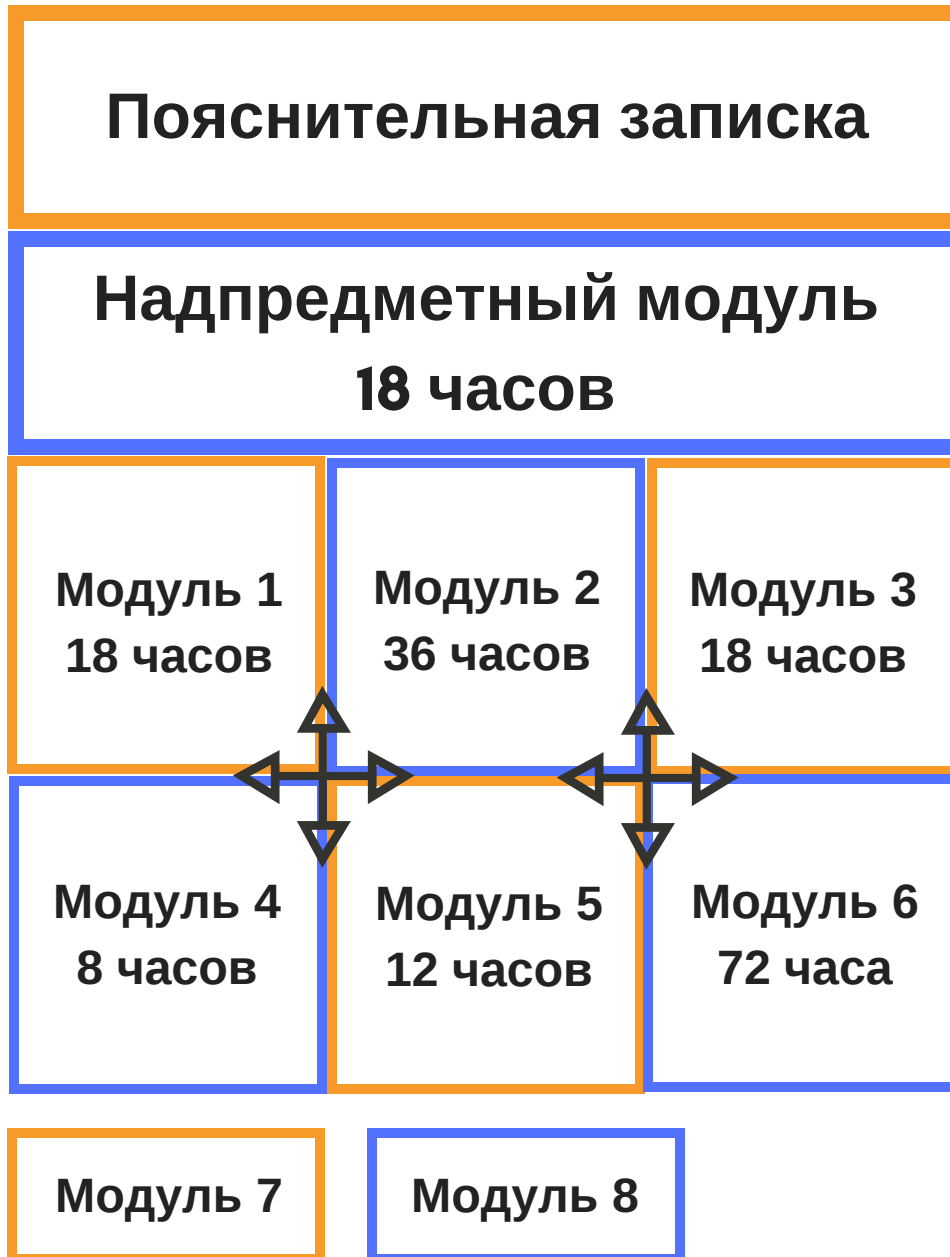 Пояснительная записка
Надпредметный модуль
18 часов
Модуль 1
18 часов
Модуль 2
36 часов
Модуль 3
18 часов
Модуль 4
8 часов
Модуль 5
12 часов
Модуль 6
72 часа
Модуль 7
Модуль 8